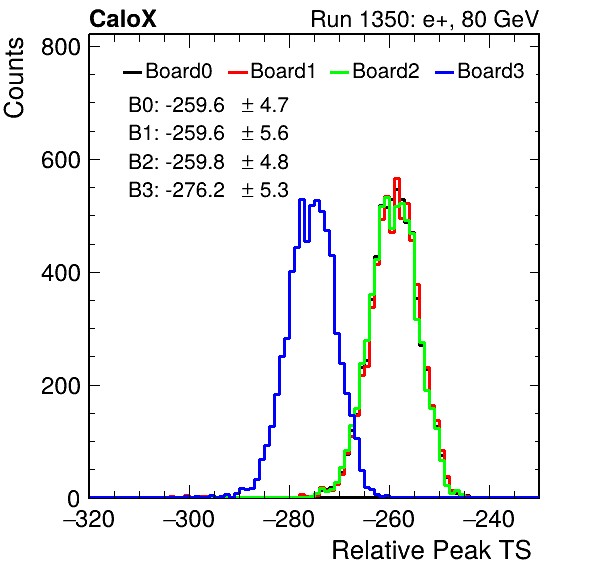 CaloX Run 1350: e+, 80 GeV
Counts
800
Board0 Board1 Board2 Board3
B0: -259.6 ± 4.7
B1: -259.6 ± 5.6
B2: -259.8 ± 4.8
B3: -276.2 ± 5.3
600
400
200
0
−320 −300 −280 −260 −240
Relative Peak TS